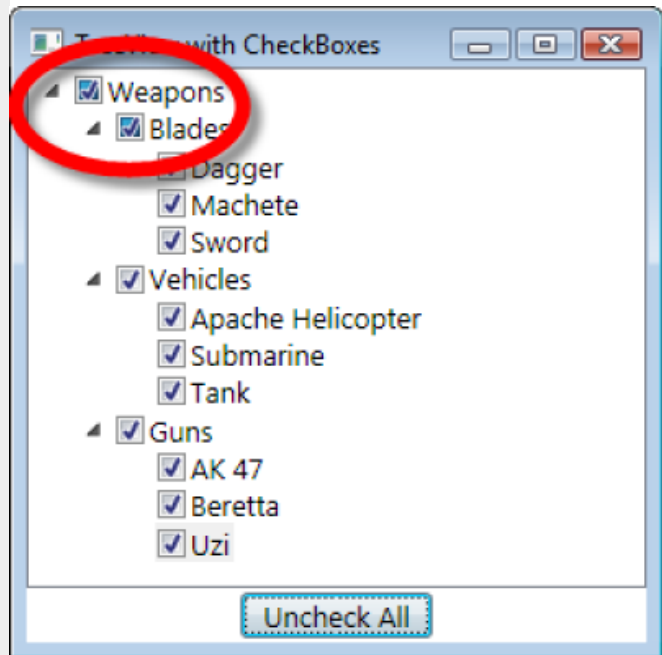 with CheckBoxes
Weapons
Blades
Dagger
Machete
Sword
Vehicles
Apache Helicopter
Submarine
Tank
Guns
AK 47
Beretta
Uzi
Uncheck All